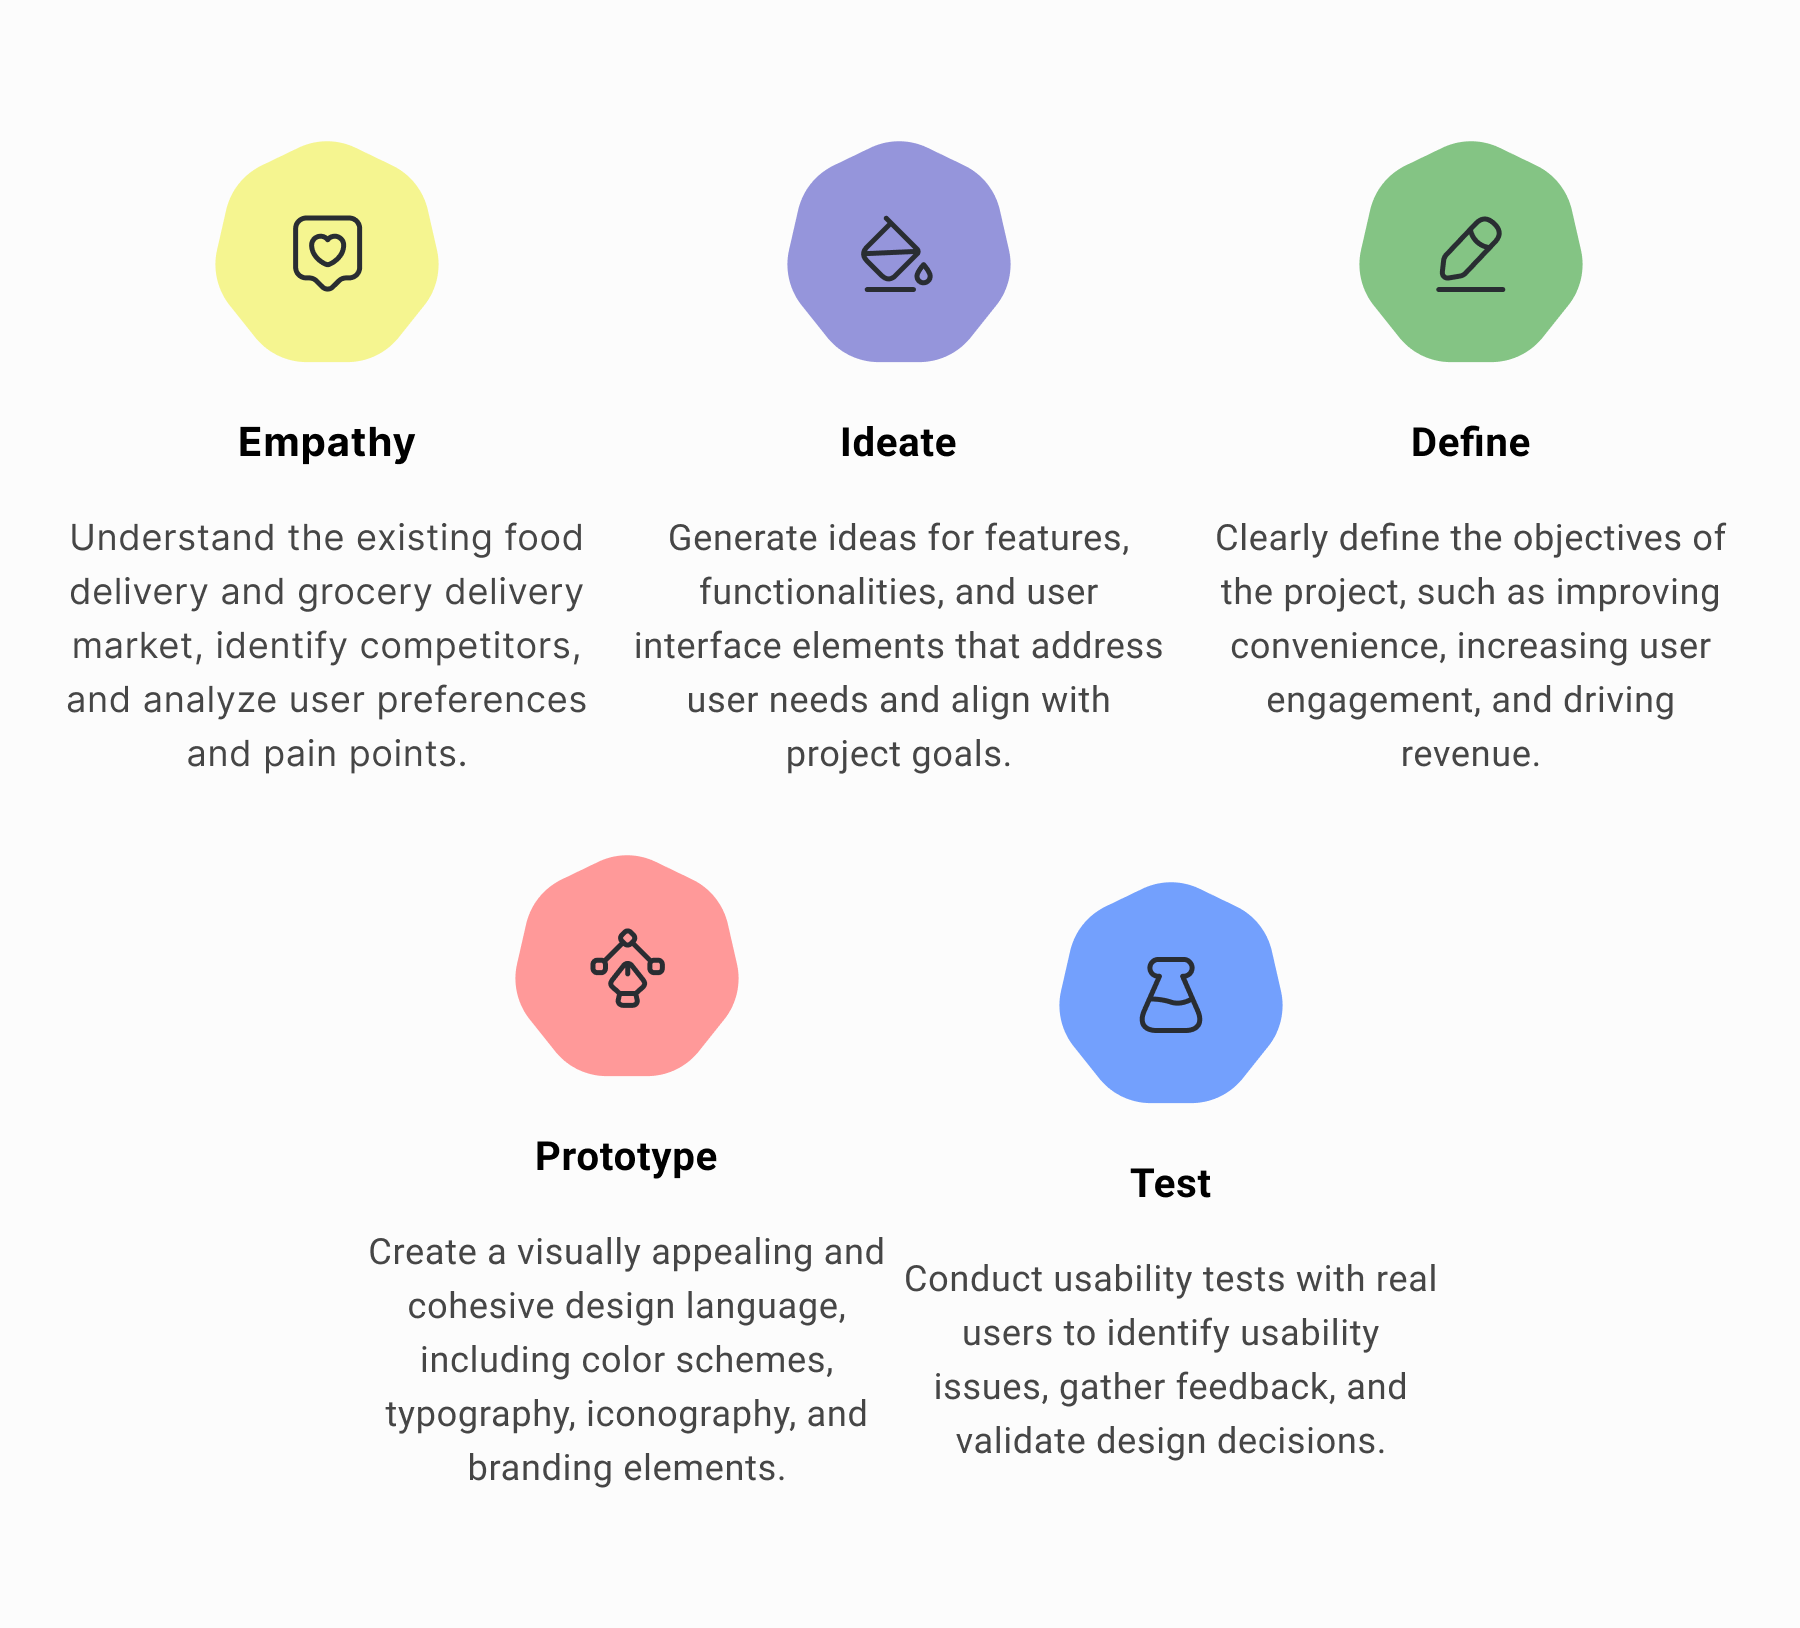 Empathy
Understand the existing food
delivery and grocery delivery
market, identify competitors,
and analyze user preferences
and pain points.
Ideate
Generate ideas for features,
functionalities, and user
interface elements that address
user needs and align with
project goals.
Define
Clearly define the objectives of
the project, such as improving
convenience, increasing user
engagement, and driving
revenue.
Prototype
Create a visually appealing and
cohesive design language,
including color schemes,
typography, iconography, and
branding elements.
Test
Conduct usability tests with real
users to identify usability
issues, gather feedback, and
validate design decisions.